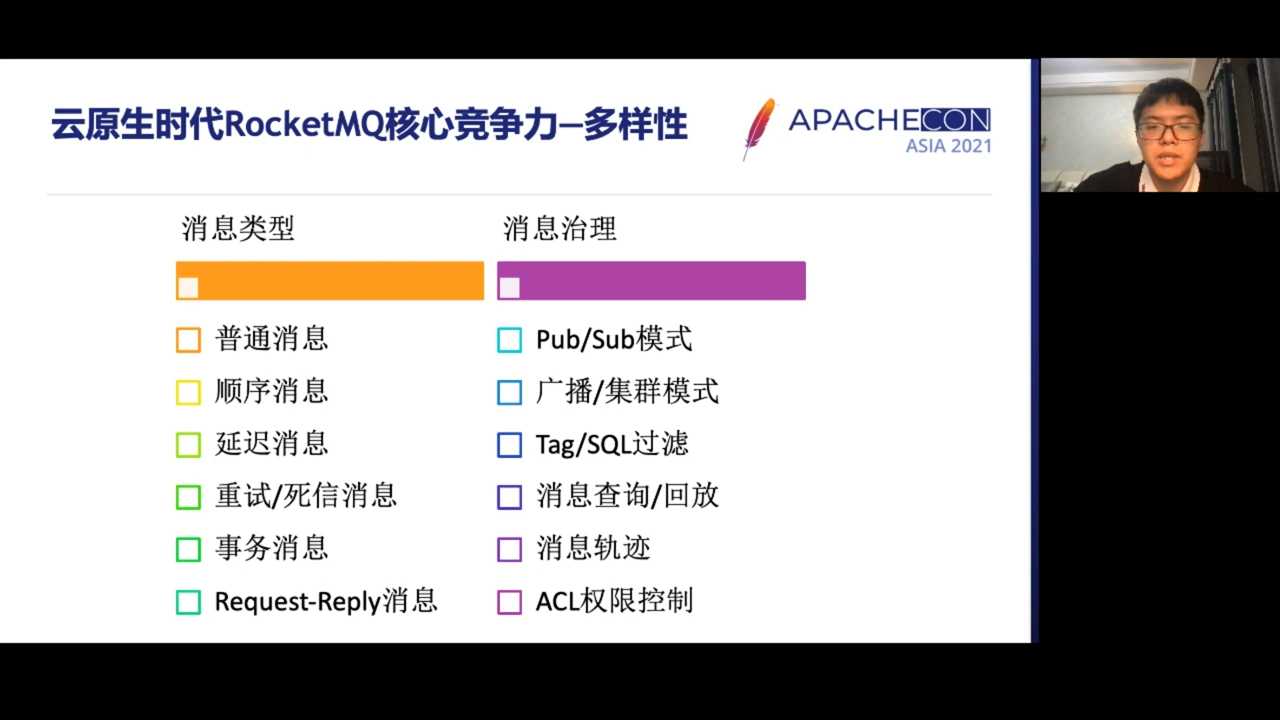 云原生时代RocketMQ核心竞争力—多样性
APACHECON
ASIA 2021
消息类型
普通消息
顺序消息
延迟消息
重试/死信消息
事务消息
Request-Reply消息
消息治理
Pub/Sub模式
广播/集群模式
Tag/SQL过滤
消息查询/回放
消息轨迹
ACL权限控制